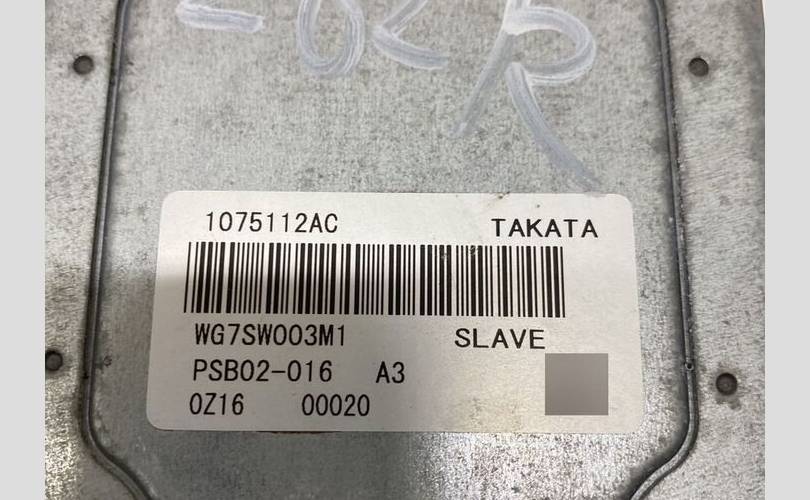 1075112AC TAKATA
WG7SW003M1 SLAVE
PSB02-016 A3
0Z16 00020